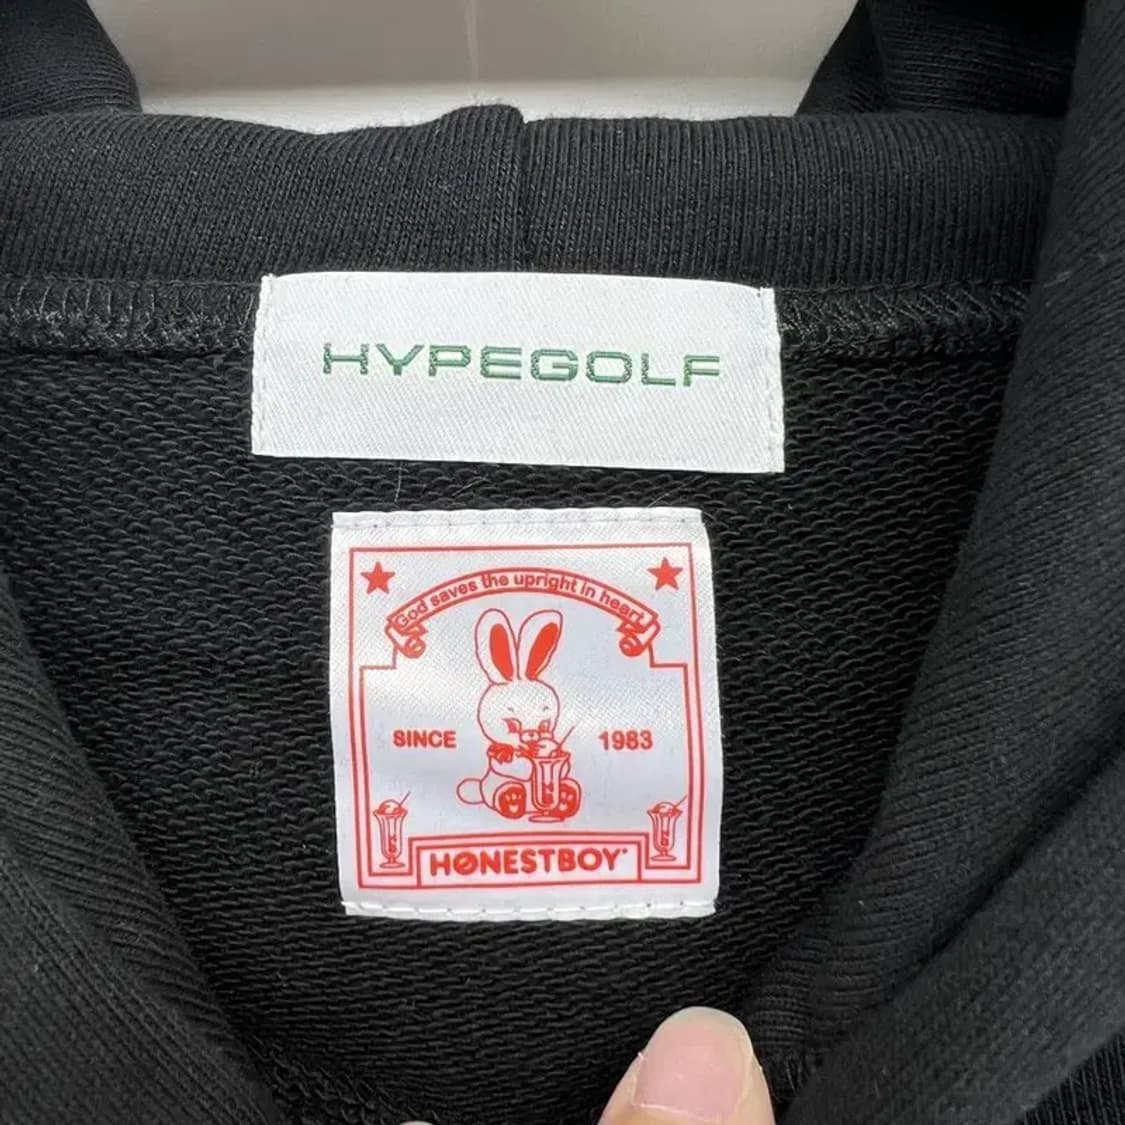 HYPEGOLF
God saves the upright in heart
SINCE 1983
HØNESTBOY